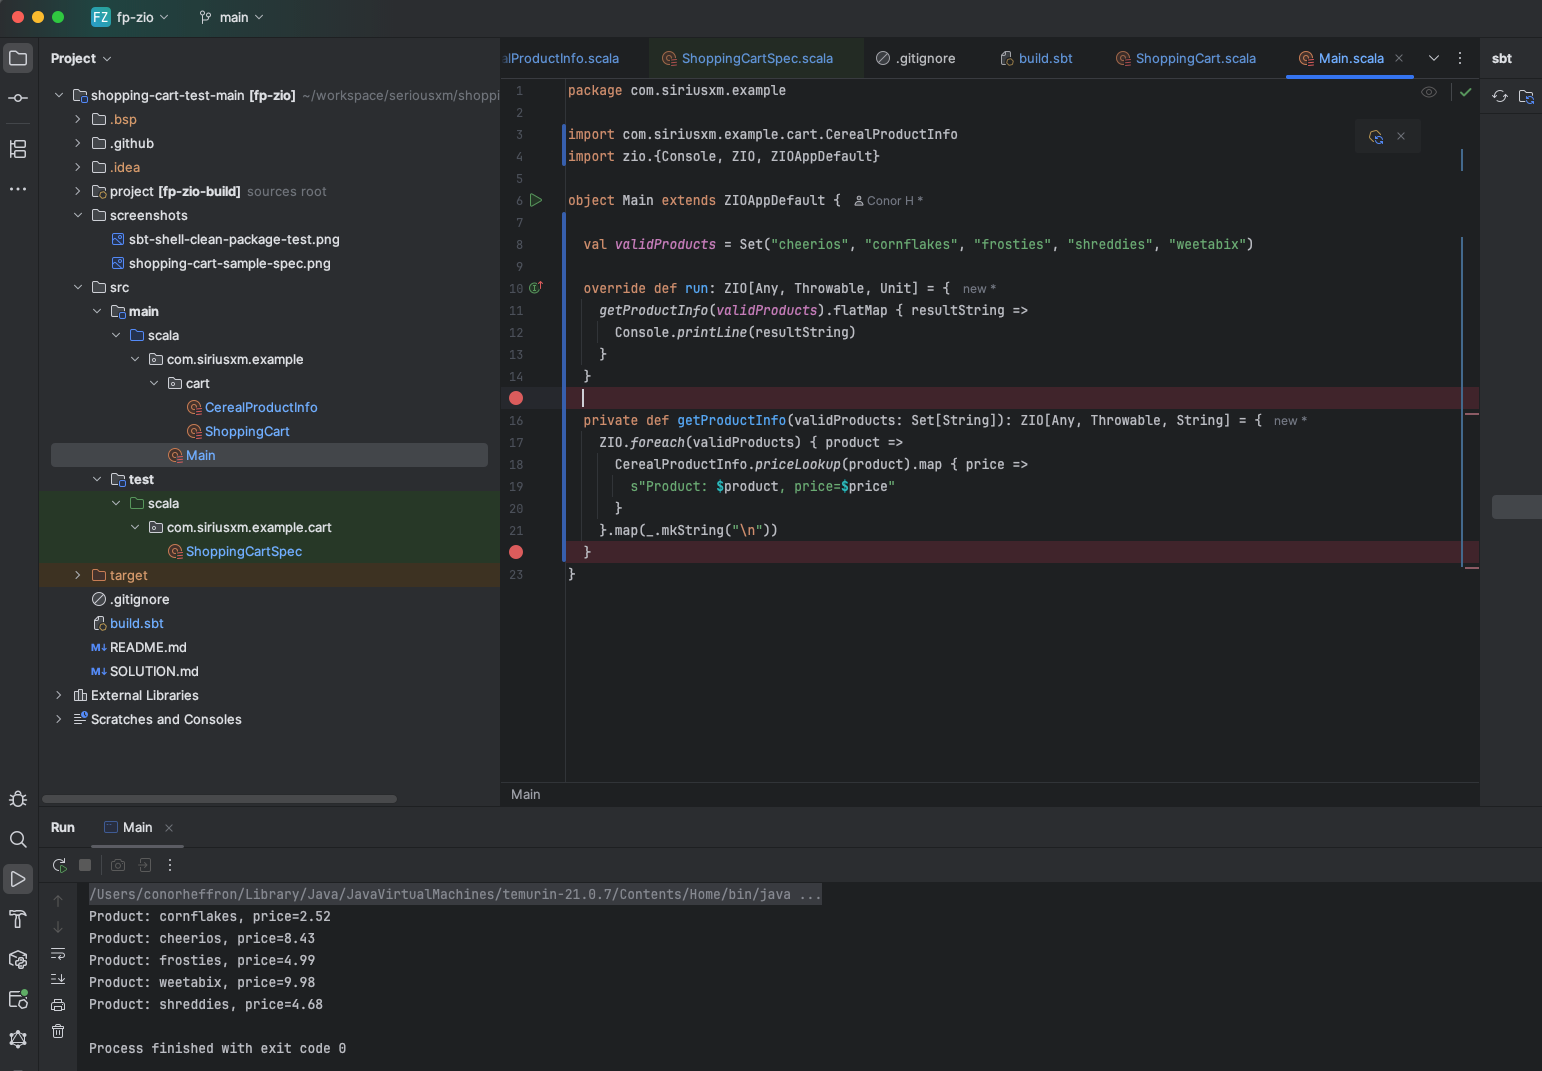 FZ fp-zio main
Project
shopping-cart-test-main [fp-zio] ~/workspace/seriousxm/shoppi
.bsp
.github
.idea
project [fp-zio-build] sources root
screenshots
sbt-shell-clean-package-test.png
shopping-cart-sample-spec.png
src
main
scala
com.siriusxm.example
cart
CerealProductInfo
ShoppingCart
Main
test
scala
com.siriusxm.example.cart
ShoppingCartSpec
target
.gitignore
build.sbt
M↓ README.md
M↓ SOLUTION.md
External Libraries
Scratches and Consoles
alProductInfo.scala ShoppingCartSpec.scala .gitignore build.sbt ShoppingCart.scala Main.scala
sbt
1 package com.siriusxm.example
2
3 import com.siriusxm.example.cart.CerealProductInfo
4 import zio.{Console, ZIO, ZIOAppDefault}
5
6 object Main extends ZIOAppDefault { Conor H *
7
8 val validProducts = Set("cheerios", "cornflakes", "frosties", "shreddies", "weetabix")
9
10 override def run: ZIO[Any, Throwable, Unit] = { new *
11 getProductInfo(validProducts).flatMap { resultString =>
12 Console.printLine(resultString)
13 }
14 }
16 private def getProductInfo(validProducts: Set[String]): ZIO[Any, Throwable, String] = { new *
17 ZIO.foreach(validProducts) { product =>
18 CerealProductInfo.priceLookup(product).map { price =>
19 s"Product: $product, price=$price"
20 }
21 }.map(_.mkString("\n"))
}
23 }
Main
Run Main
/Users/conorheffron/Library/Java/JavaVirtualMachines/temurin-21.0.7/Contents/Home/bin/java ...
Product: cornflakes, price=2.52
Product: cheerios, price=8.43
Product: frosties, price=4.99
Product: weetabix, price=9.98
Product: shreddies, price=4.68
Process finished with exit code 0